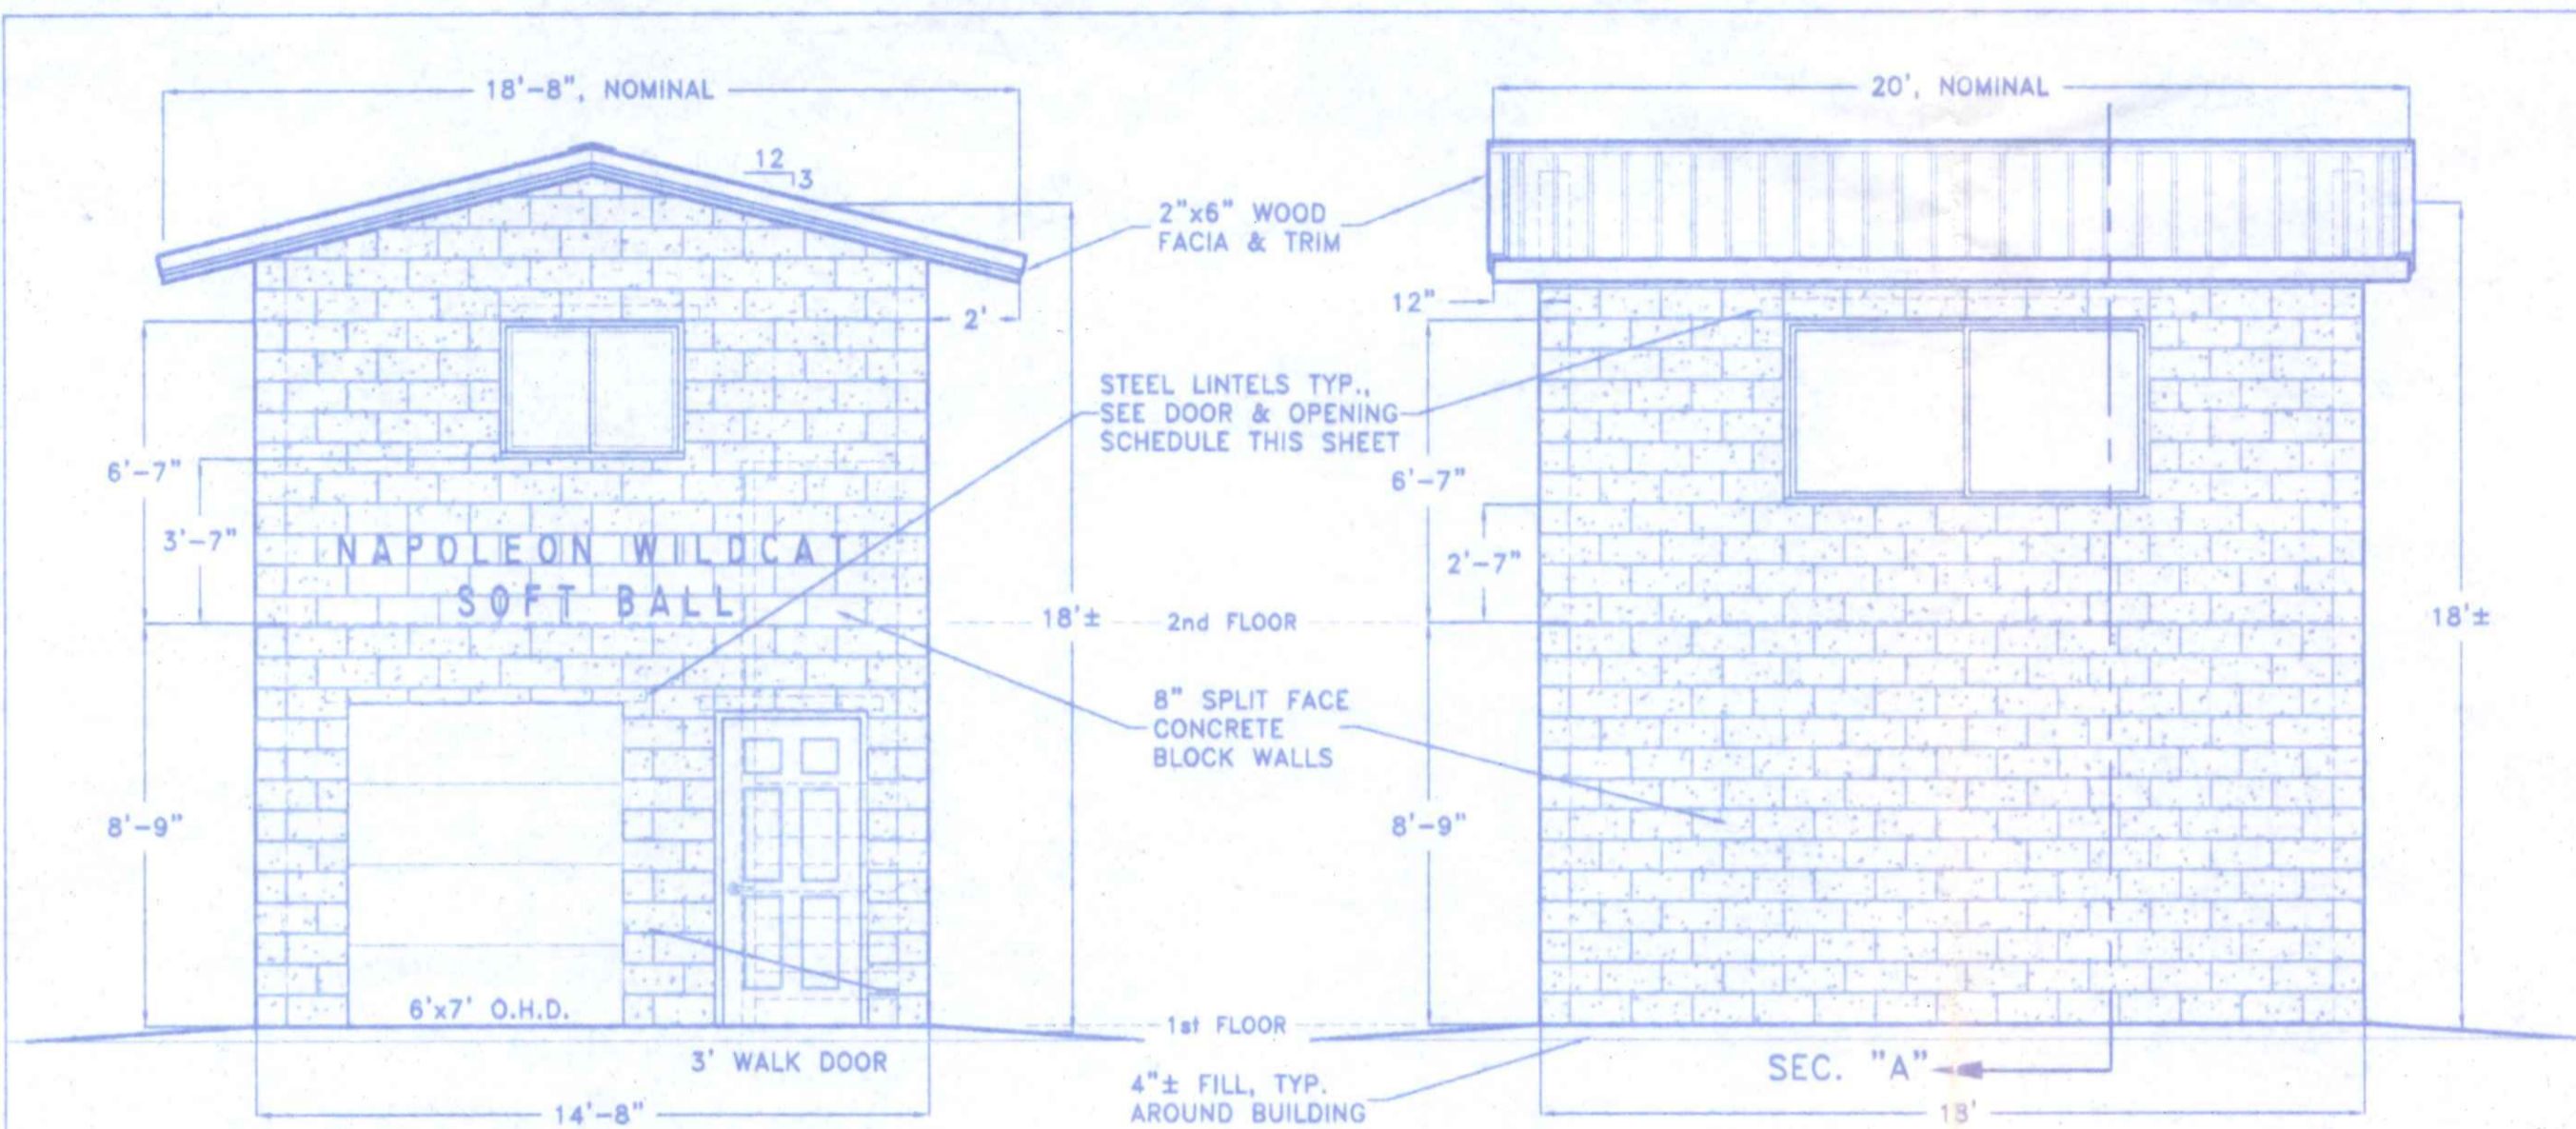 18'-8", NOMINAL
12
3
2"x6" WOOD
FACIA & TRIM
2'
6'-7"
3'-7"
8'-9"
NAPOLEON WILDCAT
SOFT BALL
STEEL LINTELS TYP.,
SEE DOOR & OPENING
SCHEDULE THIS SHEET
18'±
2nd FLOOR
8" SPLIT FACE
CONCRETE
BLOCK WALLS
6'x7' O.H.D.
3' WALK DOOR
1st FLOOR
4"± FILL, TYP.
AROUND BUILDING
14'-8"
20', NOMINAL
12"
6'-7"
2'-7"
8'-9"
18'±
SEC. "A"
18'